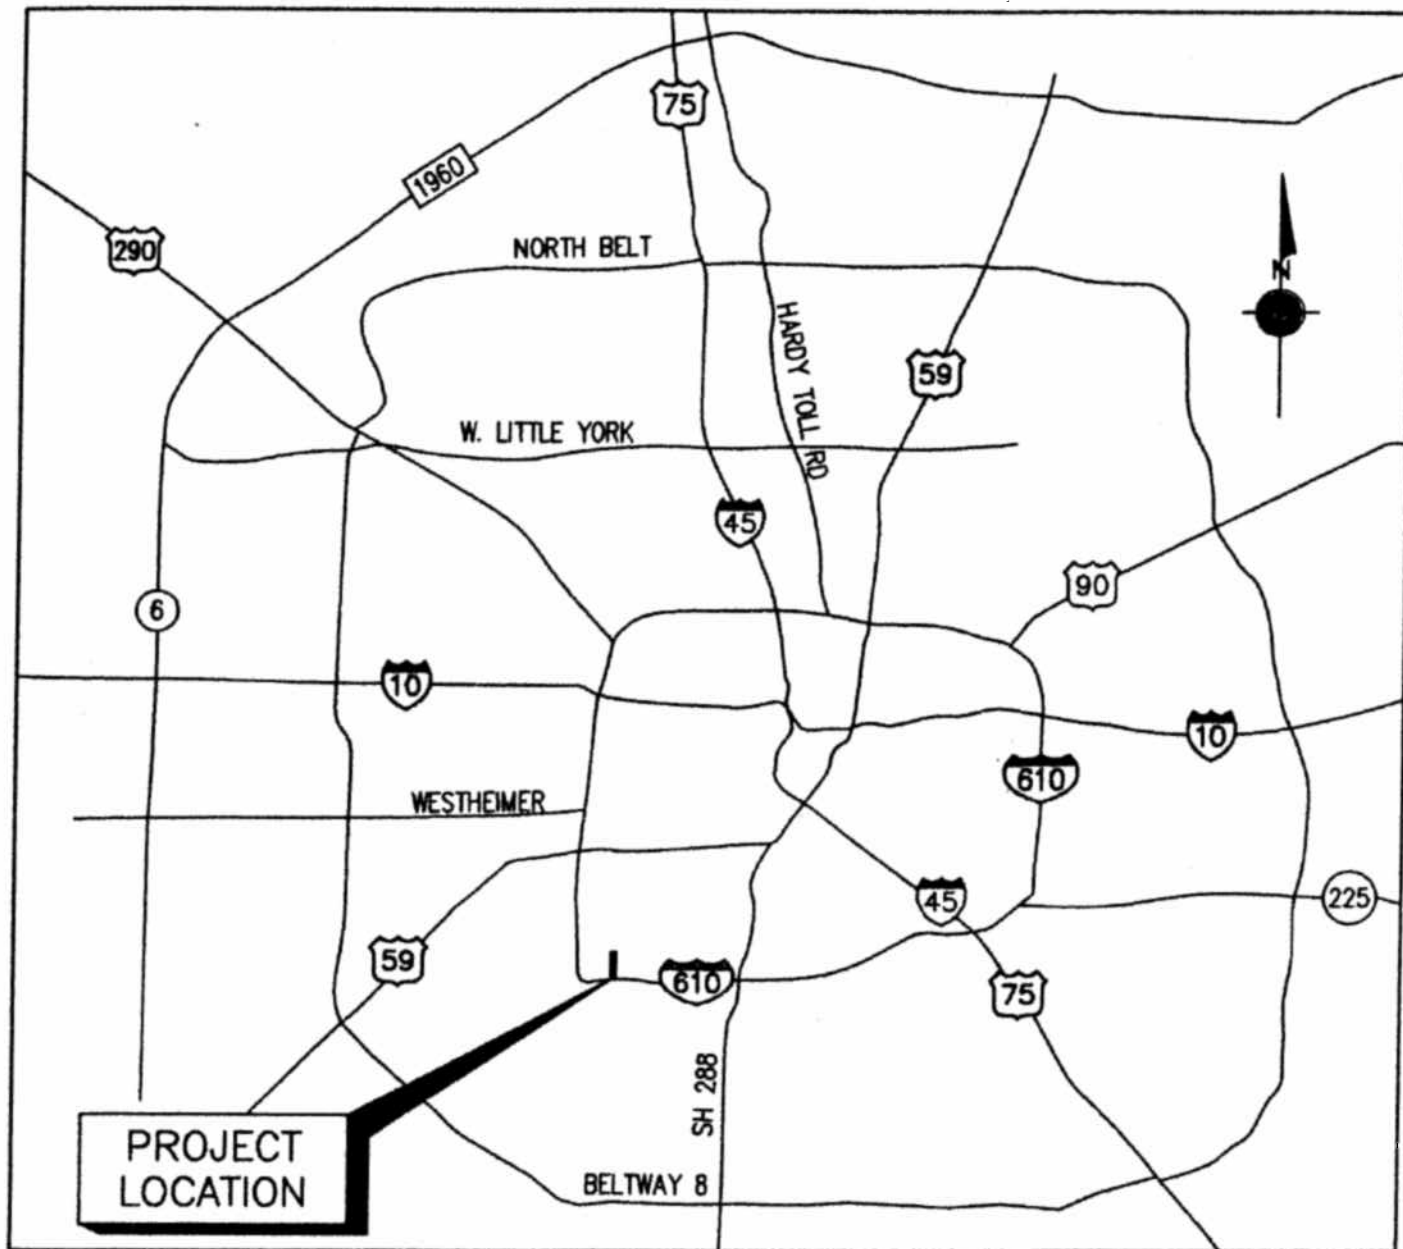 75
1960
290
NORTH BELT
N
HARDY TOLL RD
59
W. LITTLE YORK
45
90
6
10
10
610
WESTHEIMER
45
225
59
610
75
SH 288
PROJECT
LOCATION
BELTWAY 8